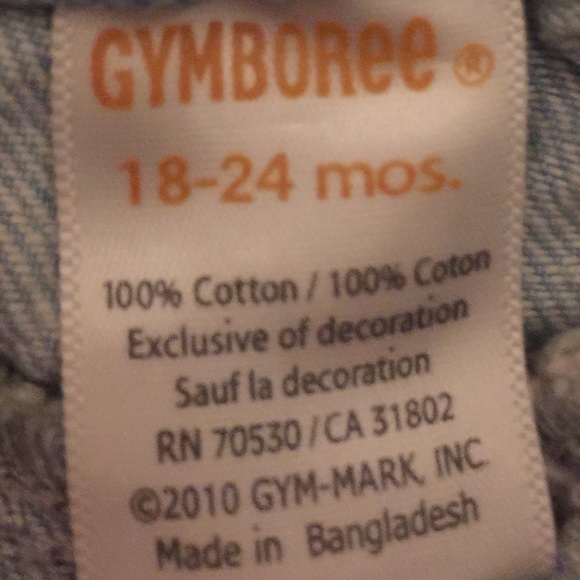 GYMBOREE ®
18-24 mos.
100% Cotton / 100% Coton
Exclusive of decoration
Sauf la decoration
RN 70530 / CA 31802
©2010 GYM-MARK, INC.
Made in Bangladesh